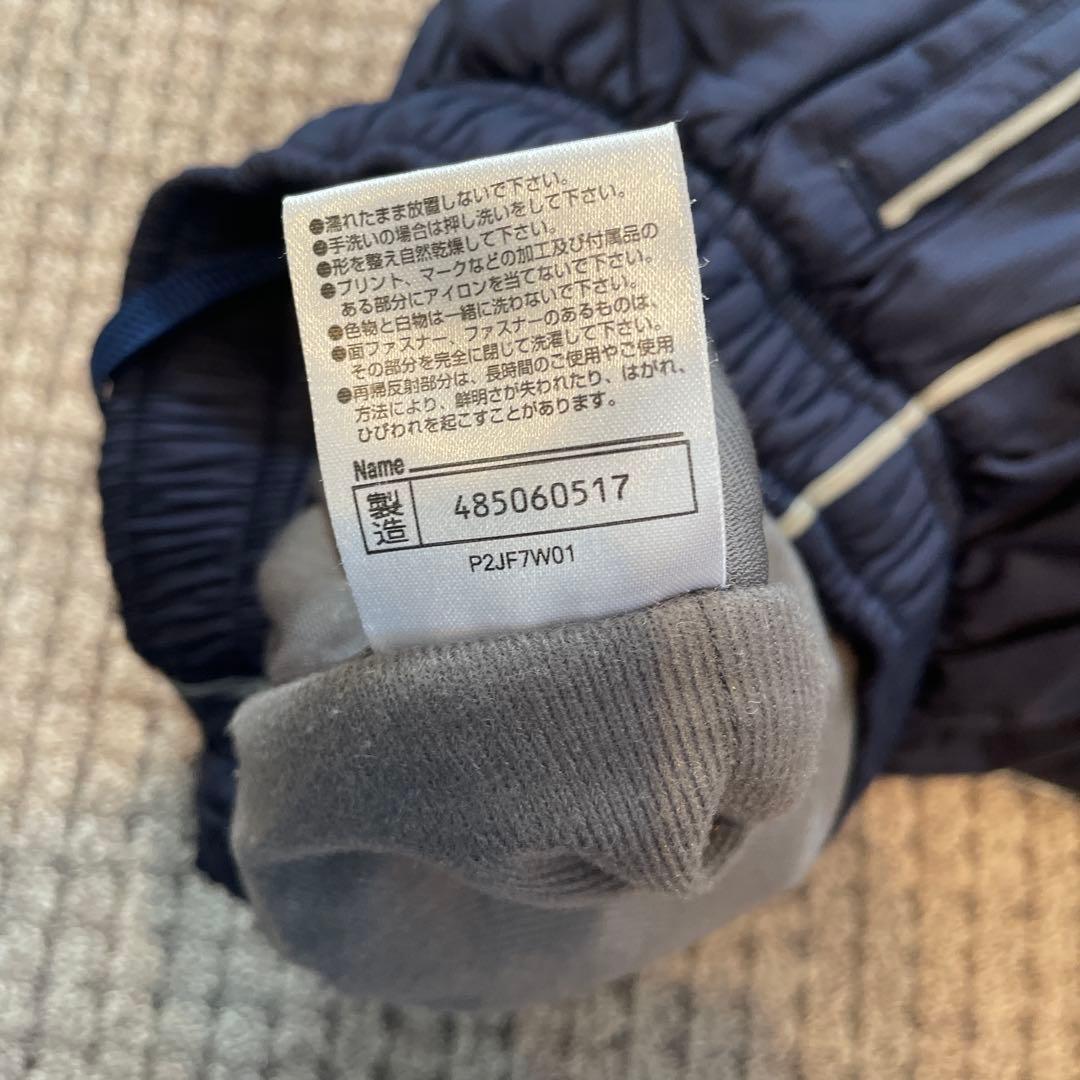 ●濡れたまま放置しないで下さい。
●手洗いの場合は押し洗いをして下さい。
●形を整え自然乾燥して下さい。
●プリント、マークなどの加工及び付属品の
ある部分にアイロンを当てないで下さい。
●色物と白物は一緒に洗わないで下さい。
●面ファスナー、ファスナーのあるものは、
その部分を完全に閉じて洗濯して下さい。
●再帰反射部分は、長時間のご使用やご使用
方法により、鮮明さが失われたり、はがれ、
ひびわれを起こすことがあります。
Name
製造 485060517
P2JF7W01